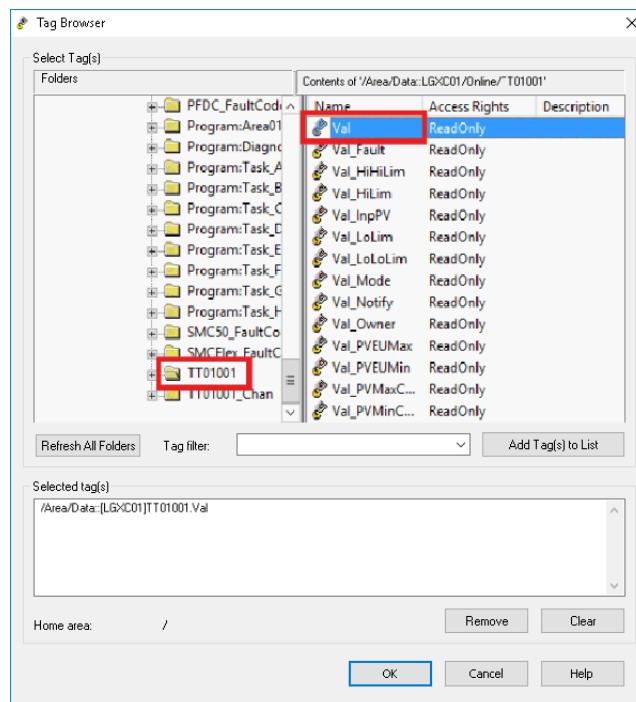 Tag Browser
Select Tag(s)
Folders
Contents of '/Area/Data::LGXC01/Online/TT01001'
PFDC_FaultCod
Program:Area01
Program:Diagno
Program:Task_A
Program:Task_B
Program:Task_C
Program:Task_D
Program:Task_E
Program:Task_F
Program:Task_G
Program:Task_H
SMC50_FaultCo
SMCFlex_FaultC
TT01001
TT01001_Chan
Name Access Rights Description
Val ReadOnly
Val_Fault ReadOnly
Val_HiHiLim ReadOnly
Val_HiLim ReadOnly
Val_InpPV ReadOnly
Val_LoLim ReadOnly
Val_LoLoLim ReadOnly
Val_Mode ReadOnly
Val_Notify ReadOnly
Val_Owner ReadOnly
Val_PVEUMax ReadOnly
Val_PVEUMin ReadOnly
Val_PVMaxC... ReadOnly
Val_PVMinC... ReadOnly
Refresh All Folders Tag filter: Add Tag(s) to List
Selected tag(s)
/Area/Data::[LGXC01]TT01001.Val
Home area: /
Remove Clear
OK Cancel Help